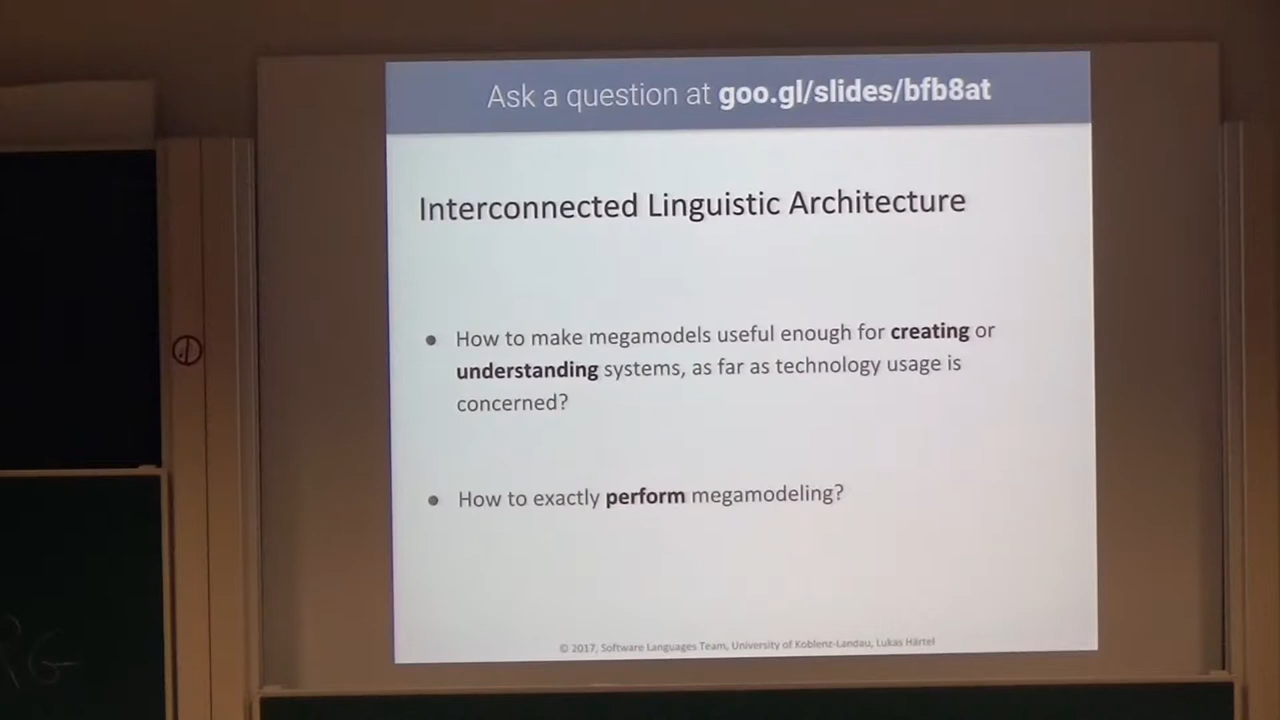 Ask a question at goo.gl/slides/bfb8at
Interconnected Linguistic Architecture
● How to make megamodels useful enough for creating or
understanding systems, as far as technology usage is
concerned?
● How to exactly perform megamodeling?
© 2017, Software Languages Team, University of Koblenz-Landau, Lukas Härtel